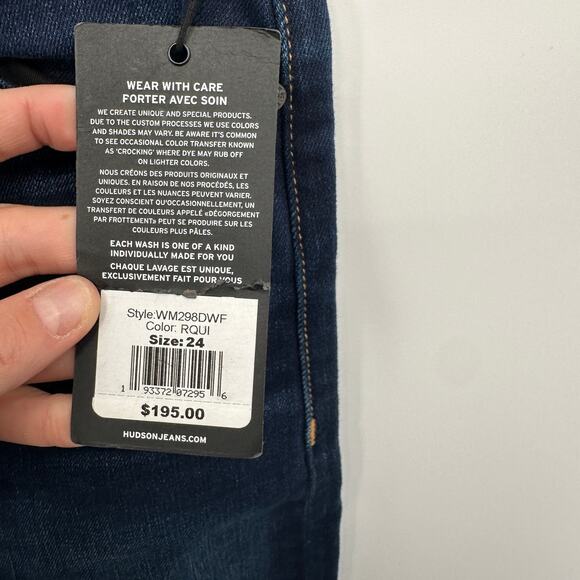 WEAR WITH CARE
FORTER AVEC SOIN
WE CREATE UNIQUE AND SPECIAL PRODUCTS.
DUE TO THE CUSTOM PROCESSES WE USE COLORS
AND SHADES MAY VARY. BE AWARE IT'S COMMON
TO SEE OCCASIONAL COLOR TRANSFER KNOWN
AS 'CROCKING' WHERE DYE MAY RUB OFF
ON LIGHTER COLORS.
NOUS CRÉONS DES PRODUITS ORIGINAUX ET
UNIQUES. EN RAISON DE NOS PROCÉDÉS, LES
COULEURS ET LES NUANCES PEUVENT VARIER.
SOYEZ CONSCIENT QU'OCCASIONNELLEMENT, UN
TRANSFERT DE COULEURS APPELÉ «DÉGORGEMENT
PAR FROTTEMENT» PEUT SE PRODUIRE SUR LES
COULEURS PLUS PÂLES.
EACH WASH IS ONE OF A KIND
INDIVIDUALLY MADE FOR YOU
CHAQUE LAVAGE EST UNIQUE,
EXCLUSIVEMENT FAIT POUR VOUS
Style:WM298DWF
Color: RQUI
Size: 24
1 93372 07295 6
$195.00
HUDSONJEANS.COM